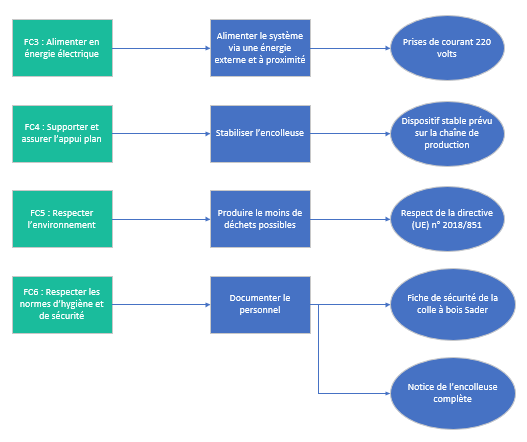 FC3 : Alimenter en
énergie électrique
Alimenter le système
via une énergie
externe et à proximité
Prises de courant 220
volts
FC4 : Supporter et
assurer l'appui plan
Stabiliser l'encolleuse
Dispositif stable prévu
sur la chaîne de
production
FC5 : Respecter
l'environnement
Produire le moins de
déchets possibles
Respect de la directive
(UE) n° 2018/851
FC6 : Respecter les
normes d'hygiène et
de sécurité
Documenter le
personnel
Fiche de sécurité de la
colle à bois Sader
Notice de l'encolleuse
complète